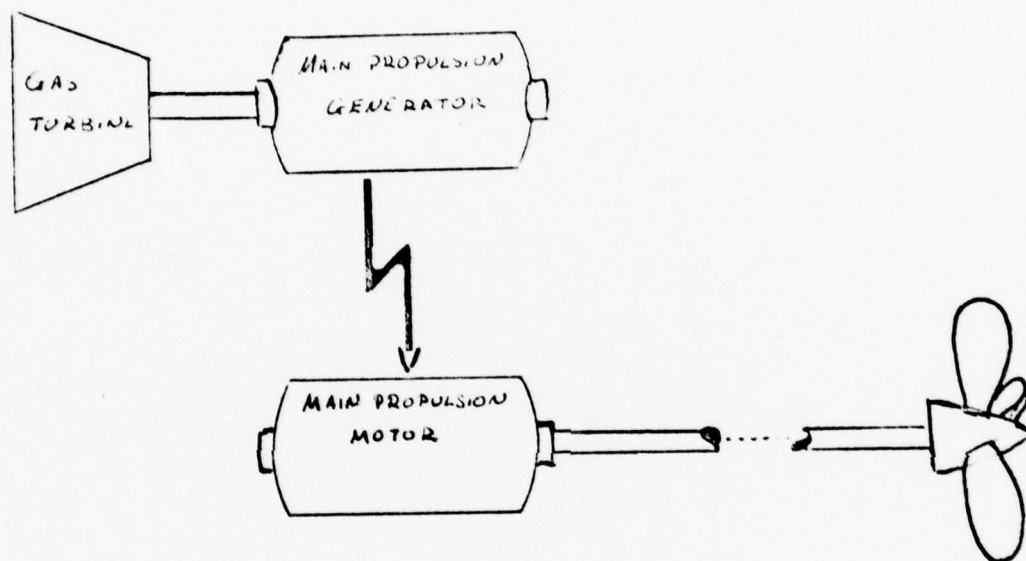 GAS
TURBINE
MAIN PROPULSION
GENERATOR
MAIN PROPULSION
MOTOR